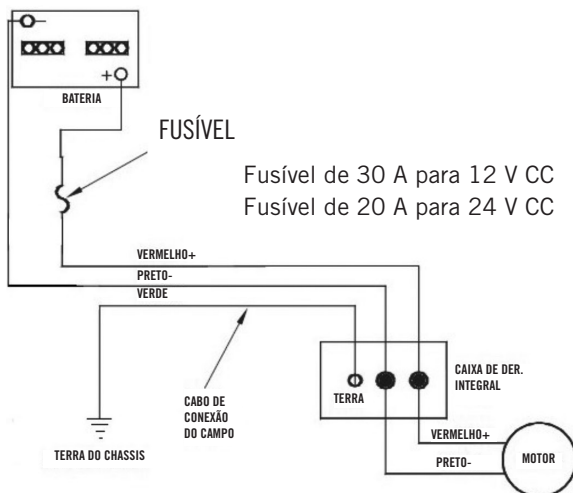 +
BATERIA
FUSÍVEL
Fusível de 30 A para 12 V CC
Fusível de 20 A para 24 V CC
VERMELHO+
PRETO-
VERDE
CABO DE
CONEXÃO
DO CAMPO
TERRA DO CHASSIS
TERRA
CAIXA DE DER.
INTEGRAL
VERMELHO+
PRETO-
MOTOR